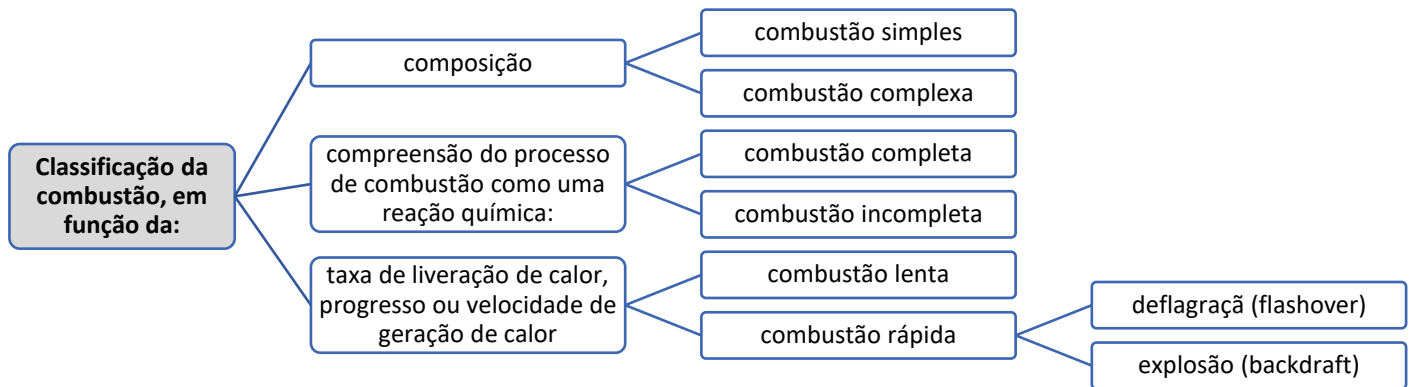 Classificação da
combustão, em
função da:
composição
combustão simples
combustão complexa
compreensão do processo
de combustão como uma
reação química:
combustão completa
combustão incompleta
taxa de liveração de calor,
progresso ou velocidade de
geração de calor
combustão lenta
combustão rápida
deflagraçã (flashover)
explosão (backdraft)